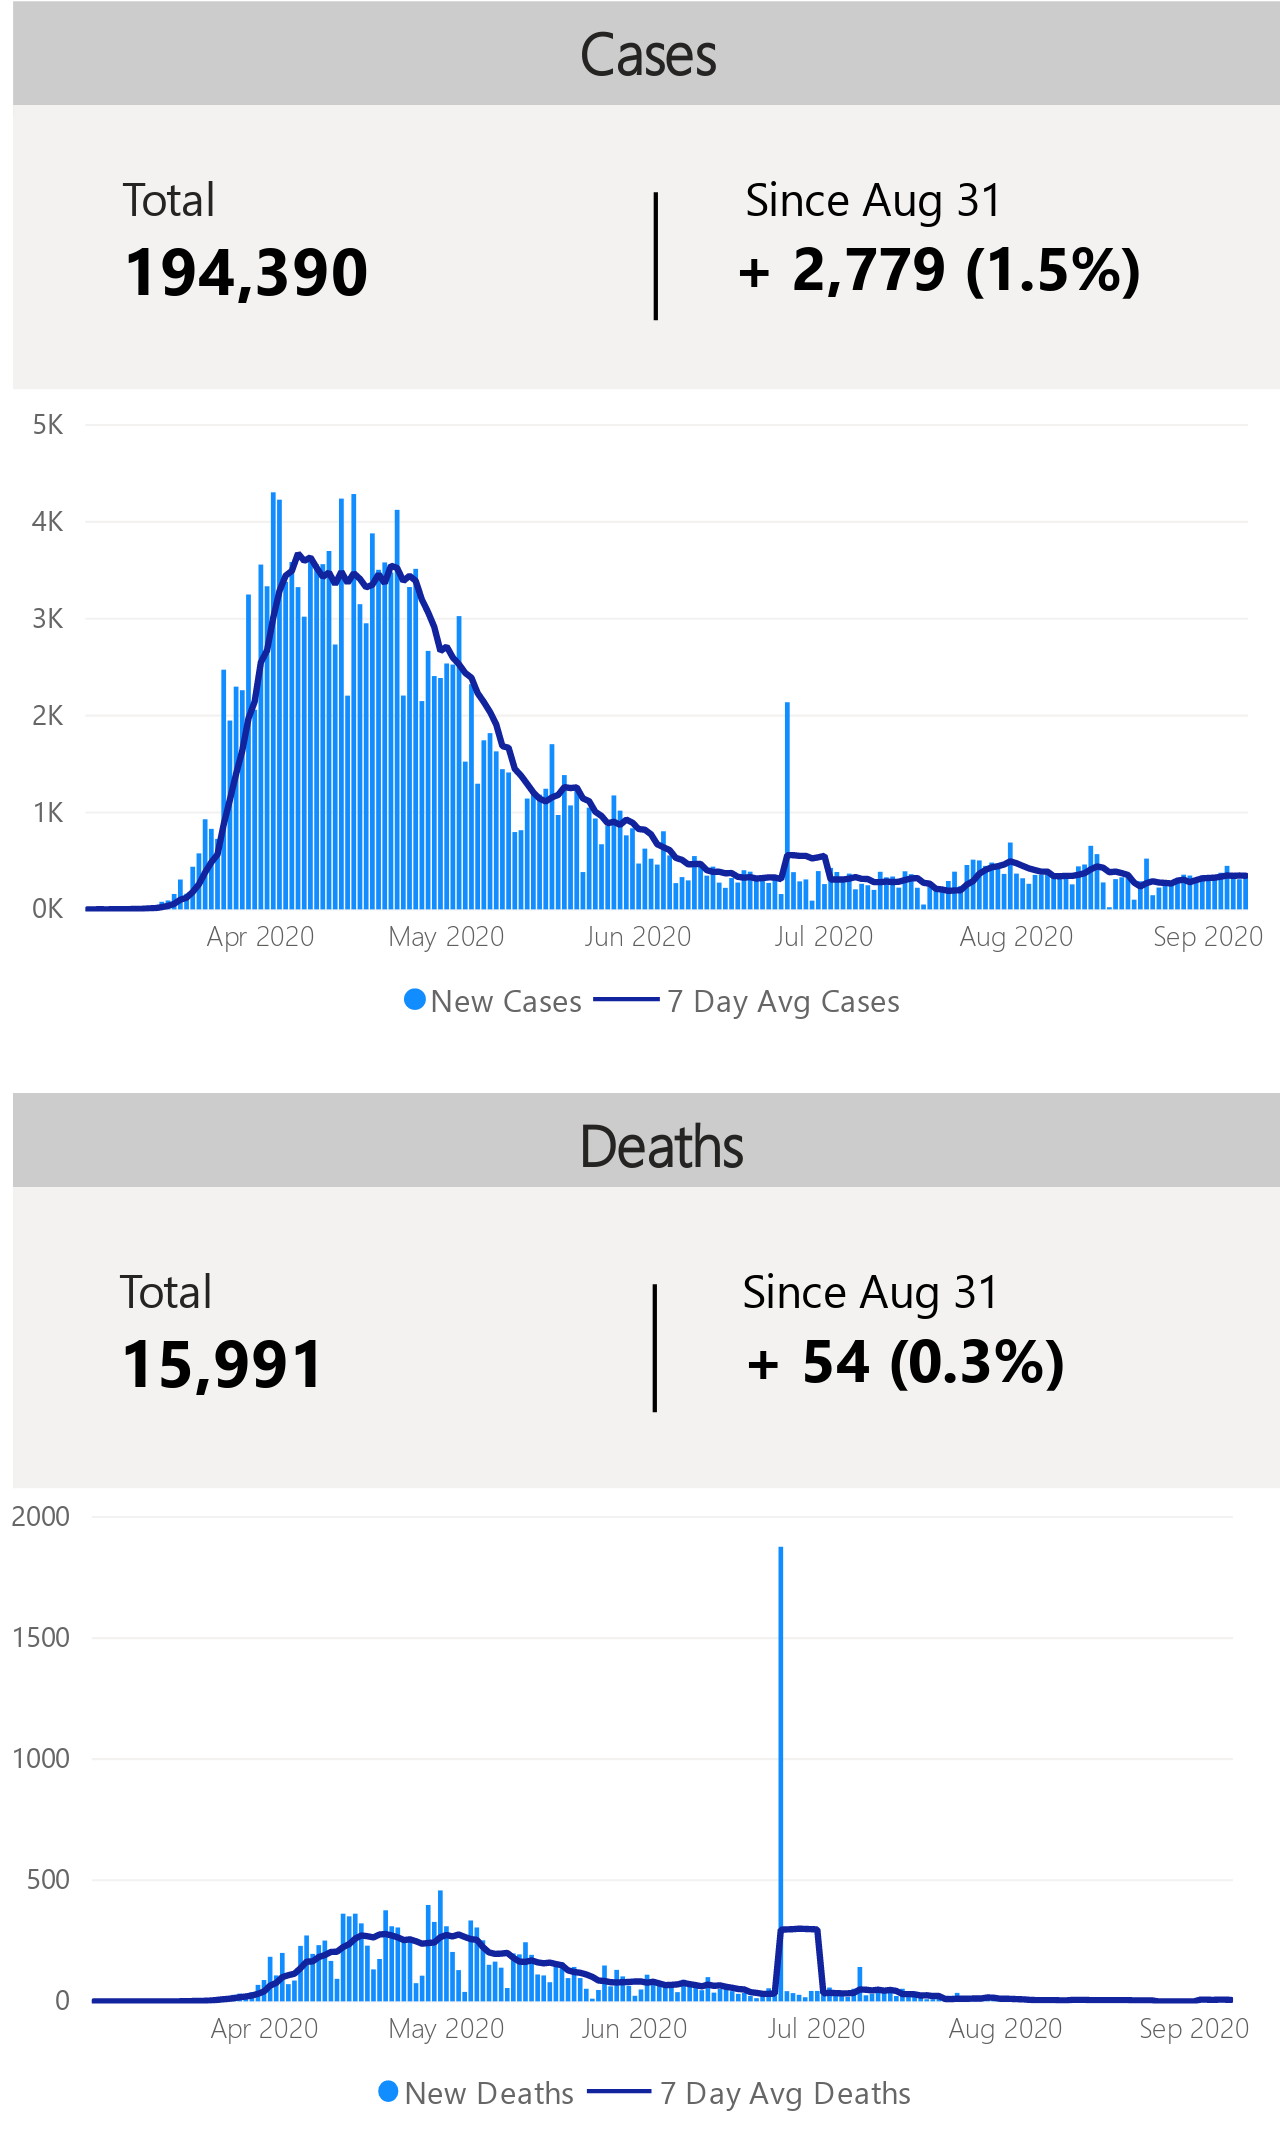 Cases
Total
Since Aug 31
194,390
+ 2,779 (1.5%)
5K
4K
3K
2K
1K
0K
Apr 2020
May 2020
Jun 2020
Jul 2020
Aug 2020
Sep 2020
New Cases
7 Day Avg Cases
Deaths
Total
Since Aug 31
15,991
+ 54 (0.3%)
2000
1500
1000
500
0
Apr 2020
May 2020
Jun 2020
Jul 2020
Aug 2020
Sep 2020
New Deaths
7 Day Avg Deaths